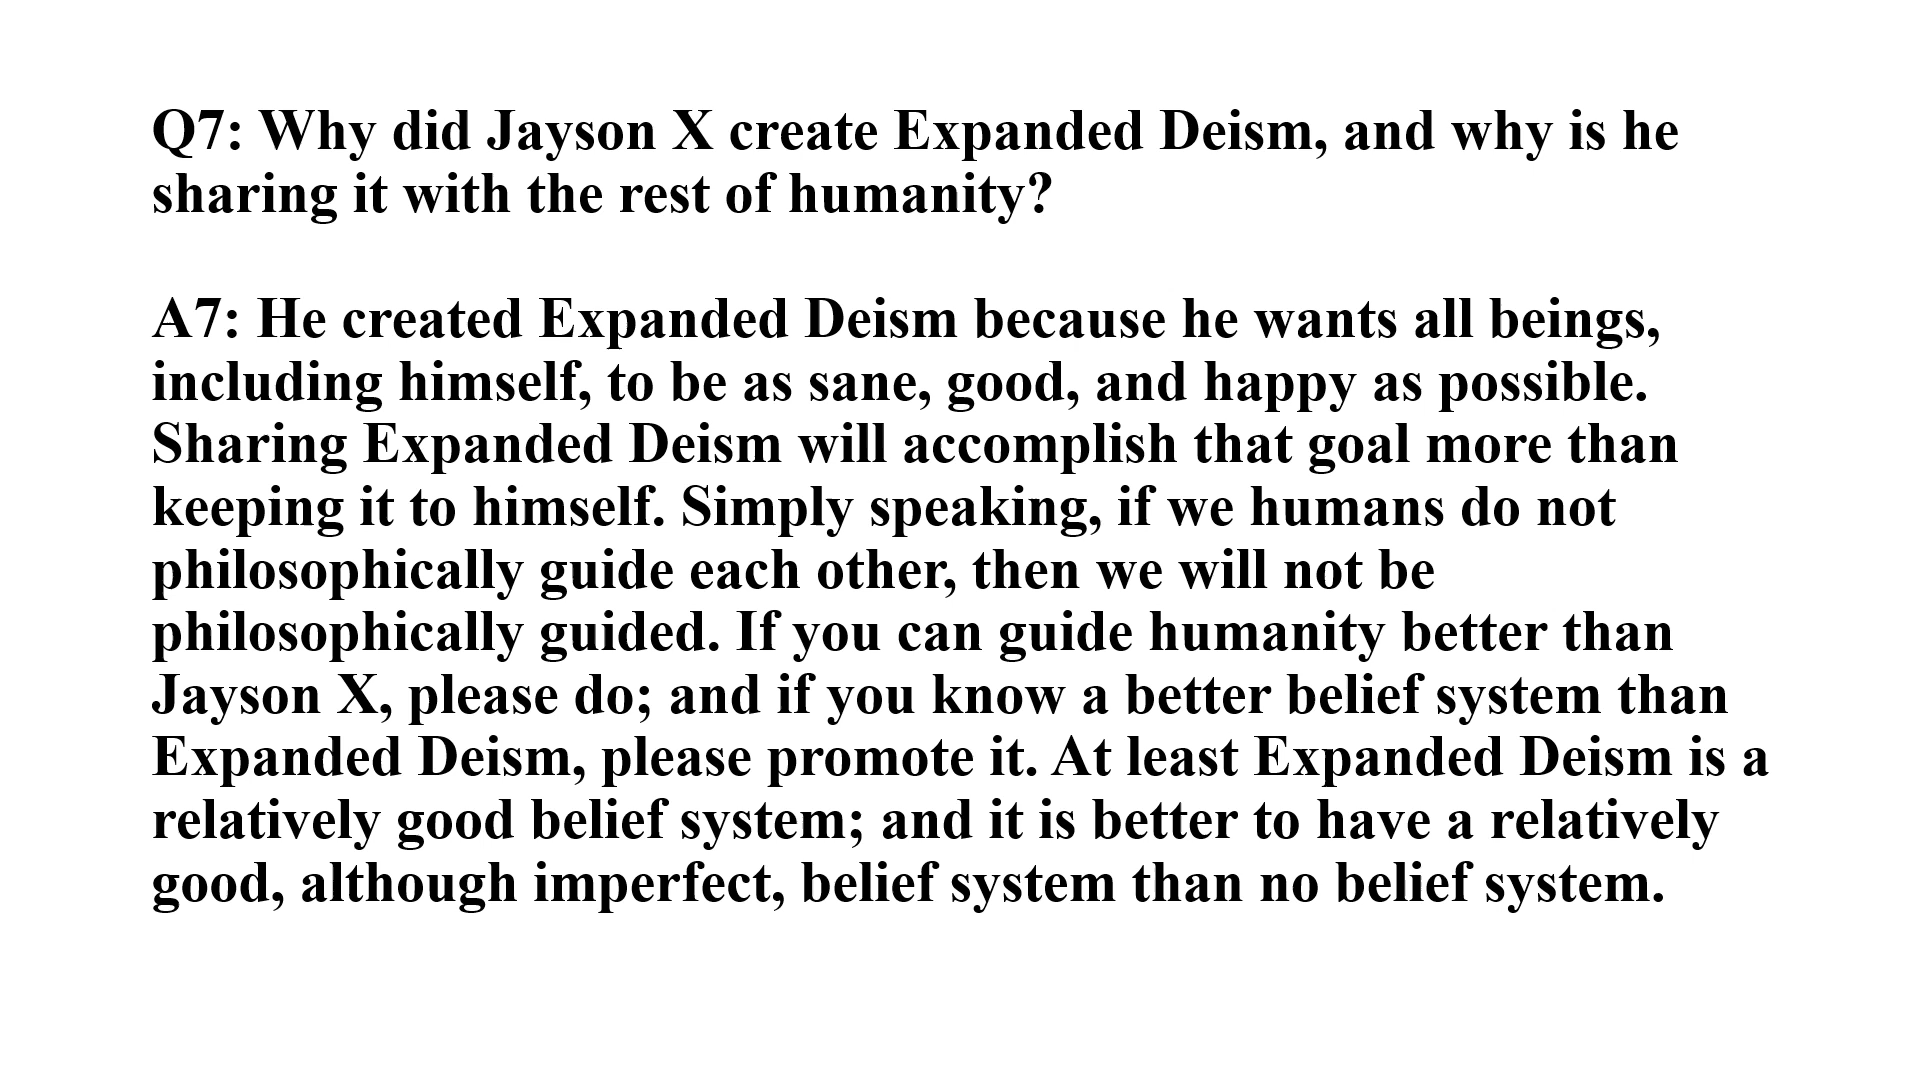 Q7: Why did Jayson X create Expanded Deism, and why is he
sharing it with the rest of humanity?
A7: He created Expanded Deism because he wants all beings,
including himself, to be as sane, good, and happy as possible.
Sharing Expanded Deism will accomplish that goal more than
keeping it to himself. Simply speaking, if we humans do not
philosophically guide each other, then we will not be
philosophically guided. If you can guide humanity better than
Jayson X, please do; and if you know a better belief system than
Expanded Deism, please promote it. At least Expanded Deism is a
relatively good belief system; and it is better to have a relatively
good, although imperfect, belief system than no belief system.